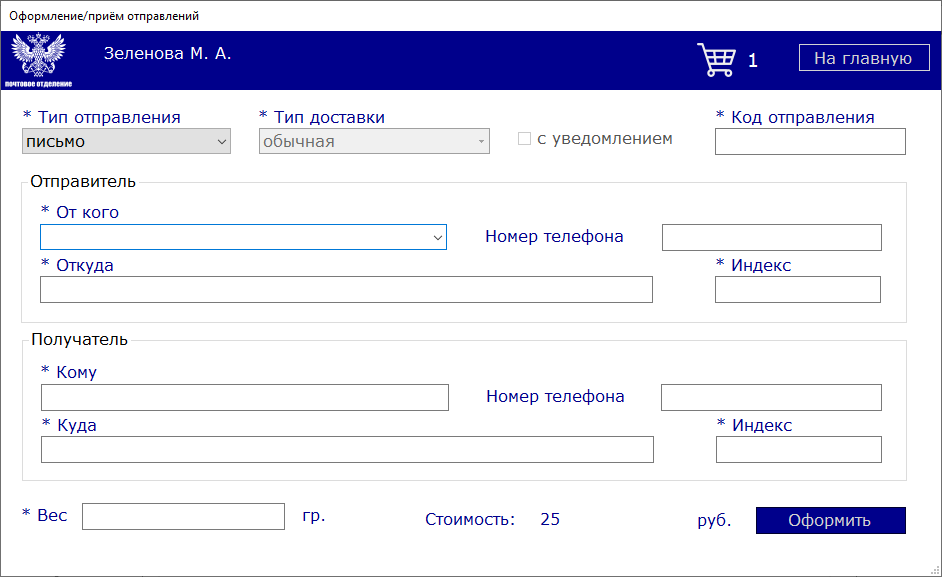 Оформление/приём отправлений
почтовое отделение
Зеленова М. А.
1
На главную
* Тип отправления
* Тип доставки
* Код отправления
письмо
обычная
с уведомлением
Отправитель
* От кого
Номер телефона
* Откуда
* Индекс
Получатель
* Кому
Номер телефона
* Куда
* Индекс
* Вес
гр.
Стоимость: 25 руб.
Оформить